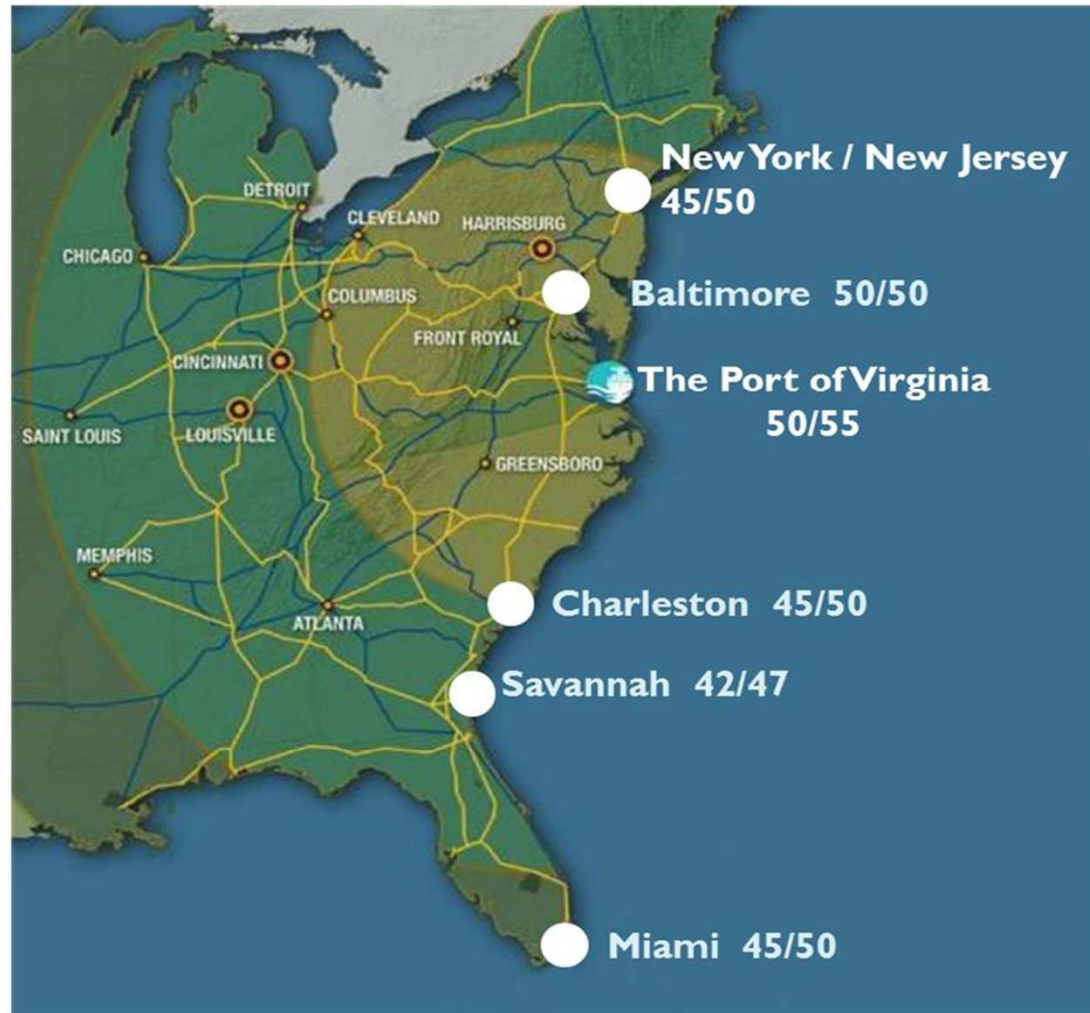 New York / New Jersey
45/50
DETROIT
CLEVELAND
HARRISBURG
CHICAGO
Baltimore 50/50
COLUMBUS
FRONT ROYAL
CINCINNATI
The Port of Virginia
50/55
SAINT LOUIS
LOUISVILLE
GREENSBORO
MEMPHIS
Charleston 45/50
ATLANTA
Savannah 42/47
Miami 45/50